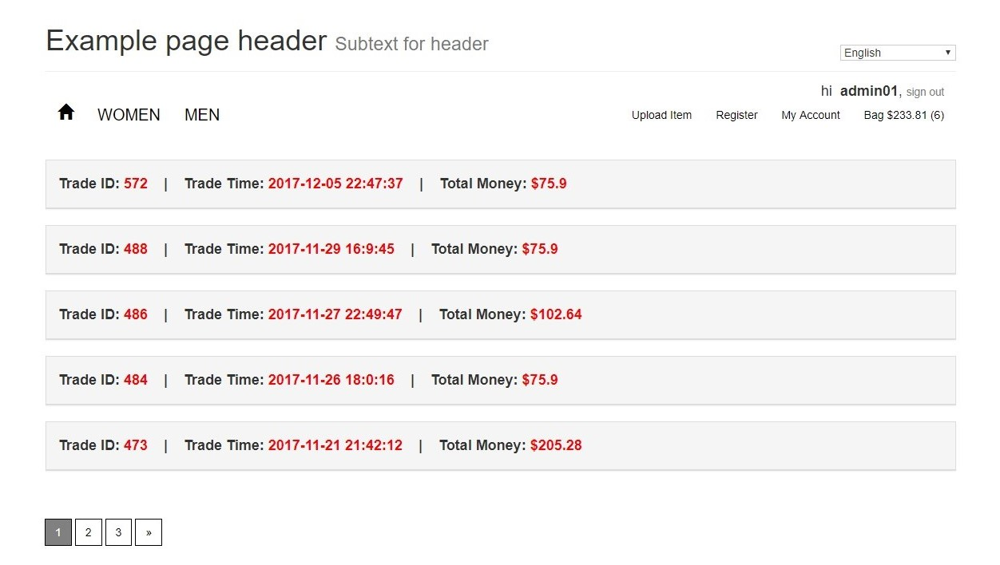 Example page header Subtext for header
English
hi admin01, sign out
WOMEN MEN
Upload Item Register My Account Bag $233.81 (6)
Trade ID: 572 | Trade Time: 2017-12-05 22:47:37 | Total Money: $75.9
Trade ID: 488 | Trade Time: 2017-11-29 16:9:45 | Total Money: $75.9
Trade ID: 486 | Trade Time: 2017-11-27 22:49:47 | Total Money: $102.64
Trade ID: 484 | Trade Time: 2017-11-26 18:0:16 | Total Money: $75.9
Trade ID: 473 | Trade Time: 2017-11-21 21:42:12 | Total Money: $205.28
1 2 3 »